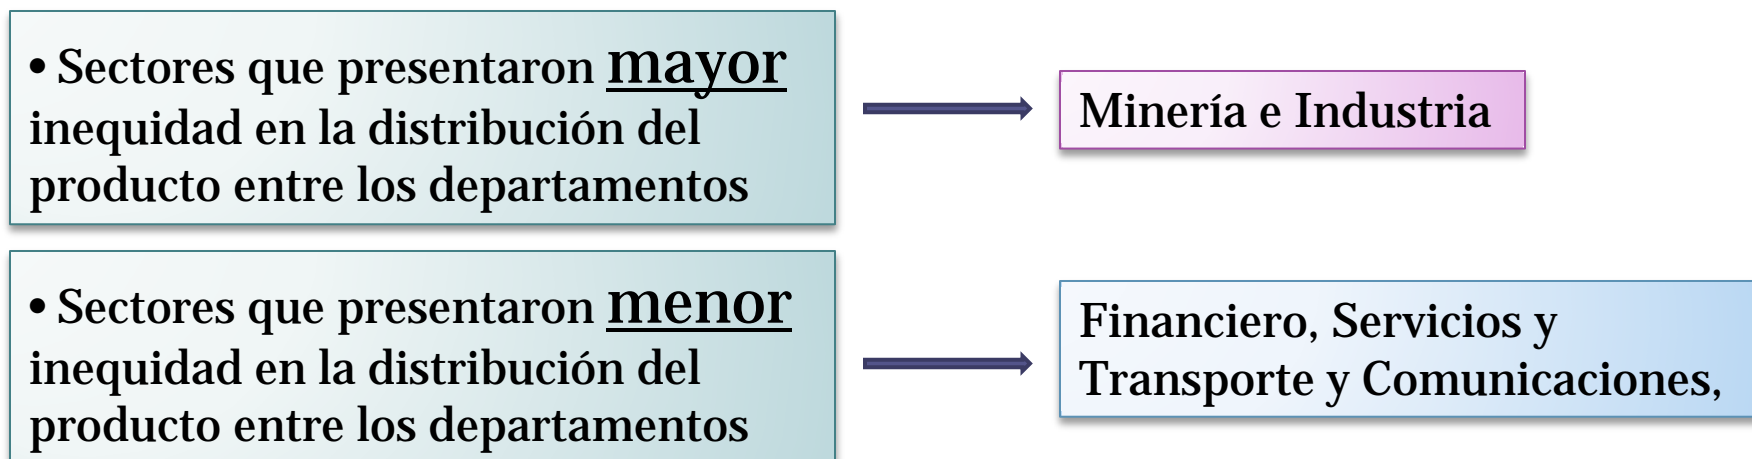 • Sectores que presentaron mayor
inequidad en la distribución del
producto entre los departamentos
Minería e Industria
• Sectores que presentaron menor
inequidad en la distribución del
producto entre los departamentos
Financiero, Servicios y
Transporte y Comunicaciones,